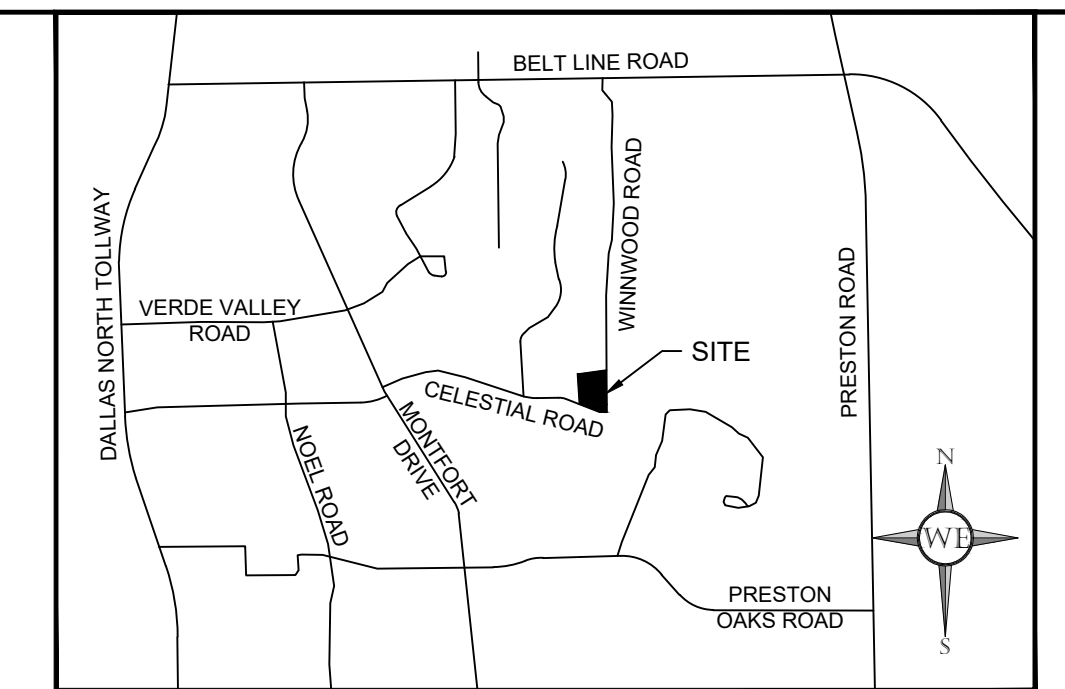 BELT LINE ROAD
WINNWOOD ROAD
DALLAS NORTH TOLLWAY
PRESTON ROAD
VERDE VALLEY
ROAD
SITE
CELESTIAL ROAD
MONTFORT
DRIVE
NOEL ROAD
N
WE
S
PRESTON
OAKS ROAD